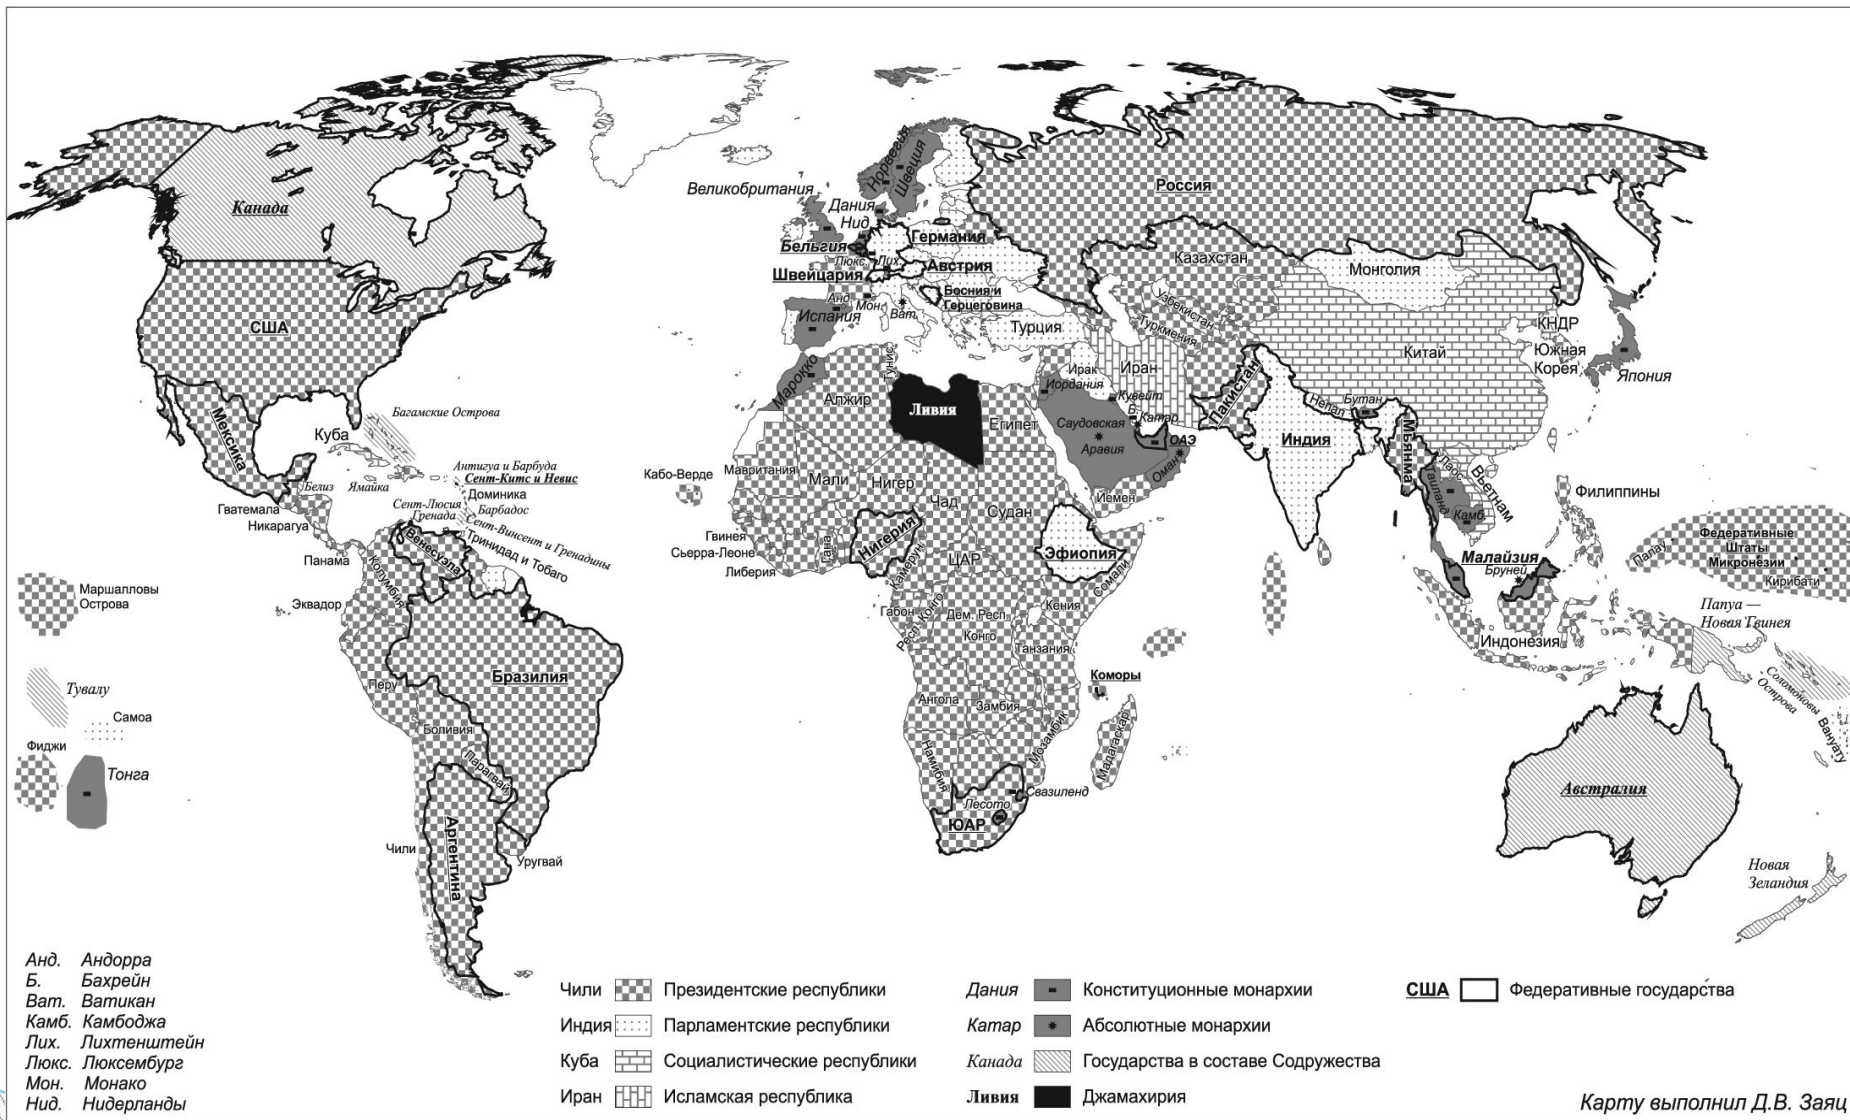 Канада
США
Мексика
Куба
Багамские Острова
Антигуа и Барбуда
Сент-Китс и Невис
Доминика
Барбадос
Белиз
Ямайка
Гватемала
Никарагуа
Сент-Люсия
Гренада
Сент-Винсент и Гренадины
Тринидад и Тобаго
Панама
Венесуэла
Колумбия
Эквадор
Бразилия
Перу
Боливия
Парагвай
Чили
Аргентина
Уругвай
Маршалловы
Острова
Тувалу
Самоа
Фиджи
Тонга
Великобритания
Норвегия
Швеция
Дания
Нид.
Германия
Бельгия
Люкс.
Лих.
Австрия
Швейцария
Босния и
Герцеговина
Анд.
Мон.
Ват.
Испания
Турция
Россия
Казахстан
Монголия
Узбекистан
Туркмения
КНДР
Китай
Южная
Корея
Япония
Ирак
Иран
Иордания
Кувейт
Б.
Катар
Саудовская
Аравия
ОАЭ
Оман
Йемен
Пакистан
Непал
Бутан
Индия
Мьянма
Лаос
Вьетнам
Таиланд
Камб.
Филиппины
Малайзия
Бруней
Индонезия
Палау
Федеративные
Штаты
Микронезии
Кирибати
Папуа —
Новая Гвинея
Соломоновы
Острова
Вануату
Австралия
Новая
Зеландия
Марокко
Алжир
Тунис
Ливия
Египет
Кабо-Верде
Мавритания
Мали
Нигер
Чад
Судан
Гвинея
Сьерра-Леоне
Либерия
Гана
Нигерия
Камерун
ЦАР
Эфиопия
Сомали
Габон
Респ. Конго
Дем. Респ.
Конго
Кения
Танзания
Коморы
Ангола
Замбия
Мозамбик
Мадагаскар
Намибия
Свазиленд
Лесото
ЮАР
Анд. Андорра
Б. Бахрейн
Ват. Ватикан
Камб. Камбоджа
Лих. Лихтенштейн
Люкс. Люксембург
Мон. Монако
Нид. Нидерланды
Чили Президентские республики
Индия Парламентские республики
Куба Социалистические республики
Иран Исламская республика
Дания Конституционные монархии
Катар Абсолютные монархии
Канада Государства в составе Содружества
Ливия Джамахирия
США Федеративные государства
Карту выполнил Д.В. Заяц